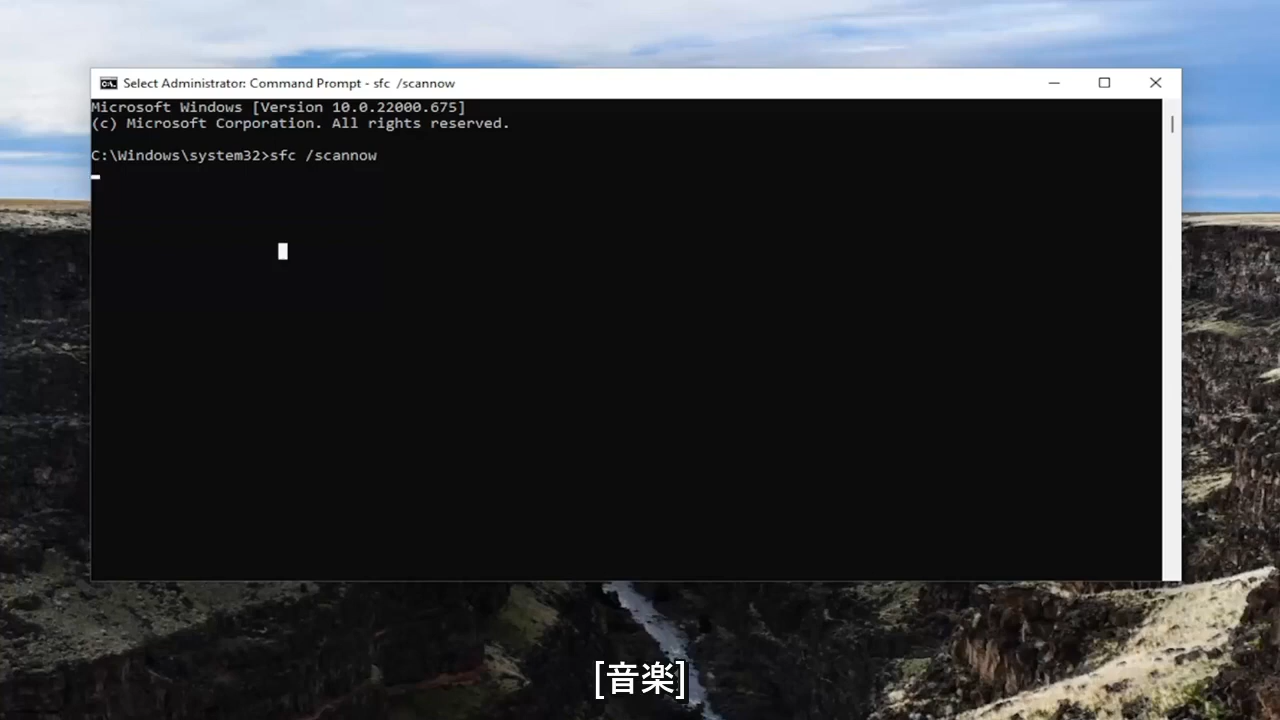 Select Administrator: Command Prompt - sfc  /scannow
Microsoft Windows [Version 10.0.22000.675]
(c) Microsoft Corporation. All rights reserved.
C:\Windows\system32>sfc /scannow
[音楽]